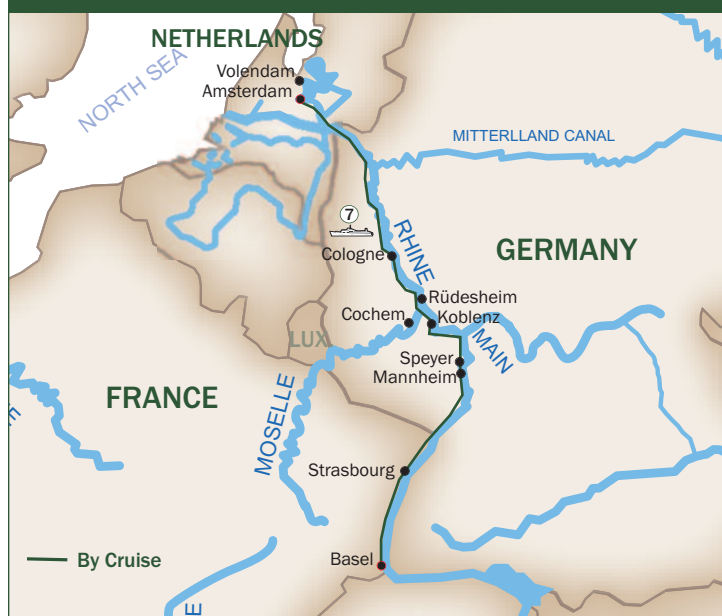 NETHERLANDS
NORTH SEA
Volendam
Amsterdam
MITTERLLAND CANAL
7
RHINE
Cologne
GERMANY
Rüdesheim
Cochem
Koblenz
LUX.
MAIN
Speyer
Mannheim
FRANCE
MOSELLE
Strasbourg
Basel
By Cruise